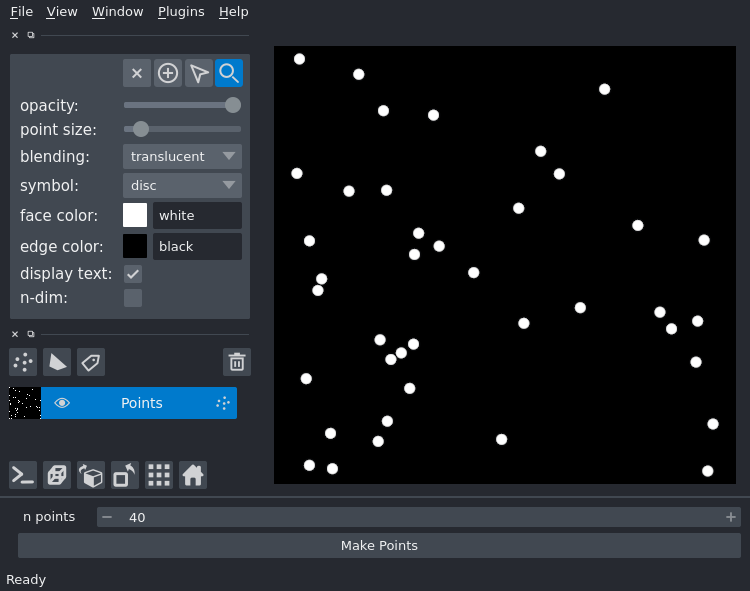 File View Window Plugins Help
opacity:
point size:
blending: translucent
symbol: disc
face color: white
edge color: black
display text:
n-dim:
Points
n points 40
Make Points
Ready